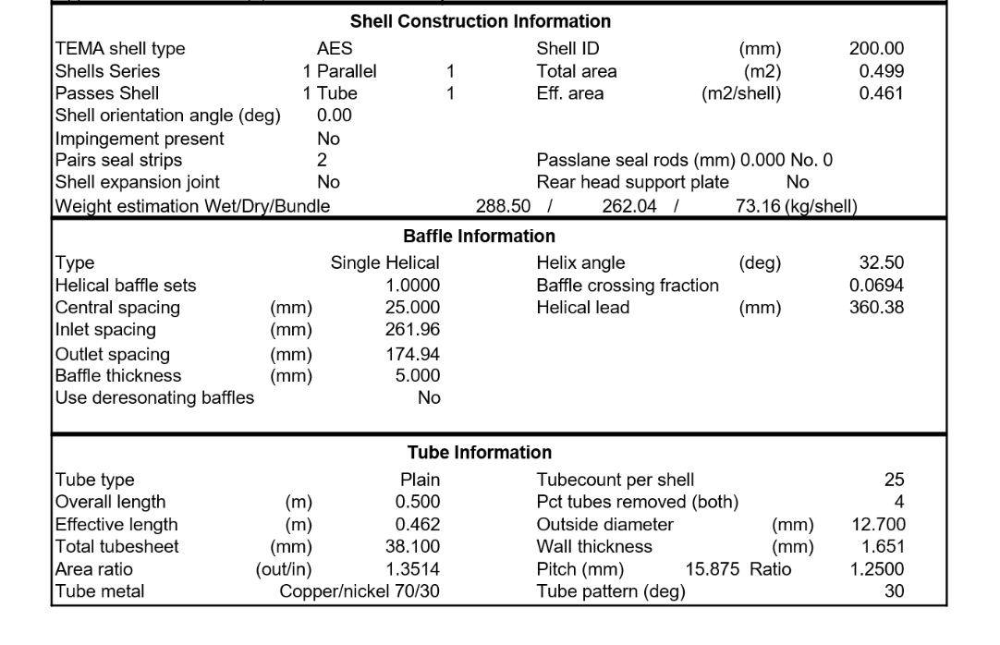 Shell Construction Information
TEMA shell type AES Shell ID (mm) 200.00
Shells Series 1 Parallel 1 Total area (m2) 0.499
Passes Shell 1 Tube 1 Eff. area (m2/shell) 0.461
Shell orientation angle (deg) 0.00
Impingement present No
Pairs seal strips 2 Passlane seal rods (mm) 0.000 No. 0
Shell expansion joint No Rear head support plate No
Weight estimation Wet/Dry/Bundle 288.50 / 262.04 / 73.16 (kg/shell)
Baffle Information
Type Single Helical Helix angle (deg) 32.50
Helical baffle sets 1.0000 Baffle crossing fraction 0.0694
Central spacing (mm) 25.000 Helical lead (mm) 360.38
Inlet spacing (mm) 261.96
Outlet spacing (mm) 174.94
Baffle thickness (mm) 5.000
Use deresonating baffles No
Tube Information
Tube type Plain Tubecount per shell 25
Overall length (m) 0.500 Pct tubes removed (both) 4
Effective length (m) 0.462 Outside diameter (mm) 12.700
Total tubesheet (mm) 38.100 Wall thickness (mm) 1.651
Area ratio (out/in) 1.3514 Pitch (mm) 15.875 Ratio 1.2500
Tube metal Copper/nickel 70/30 Tube pattern (deg) 30